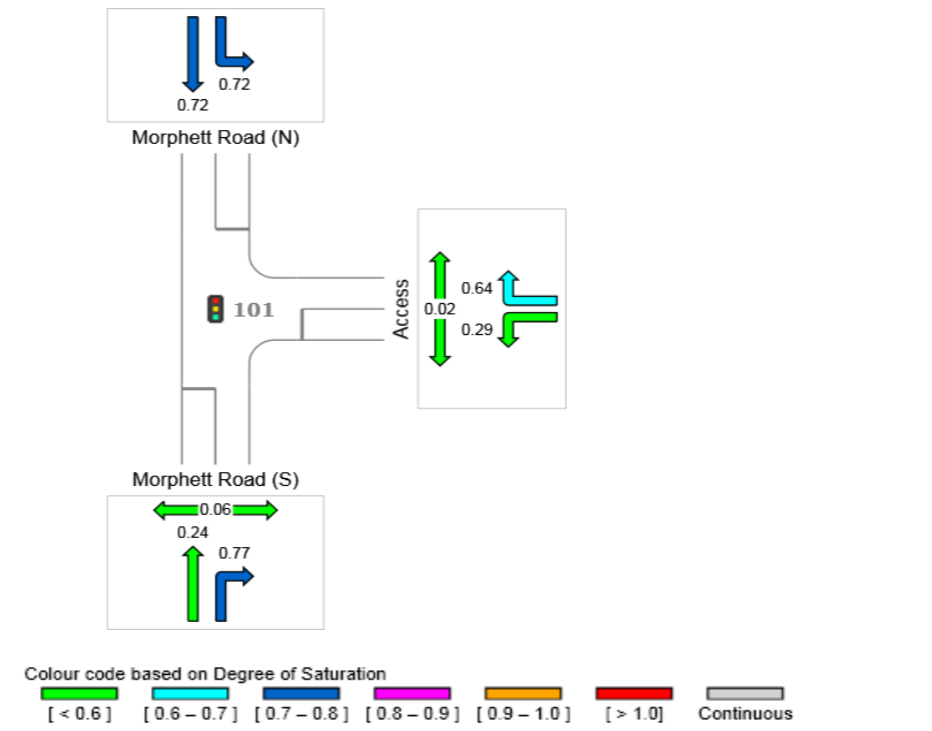 0.72
0.72
Morphett Road (N)
101
Access
0.02
0.64
0.29
Morphett Road (S)
0.06
0.24
0.77
Colour code based on Degree of Saturation
[ < 0.6 ] [ 0.6 – 0.7 ] [ 0.7 – 0.8 ] [ 0.8 – 0.9 ] [ 0.9 – 1.0 ] [ > 1.0] Continuous